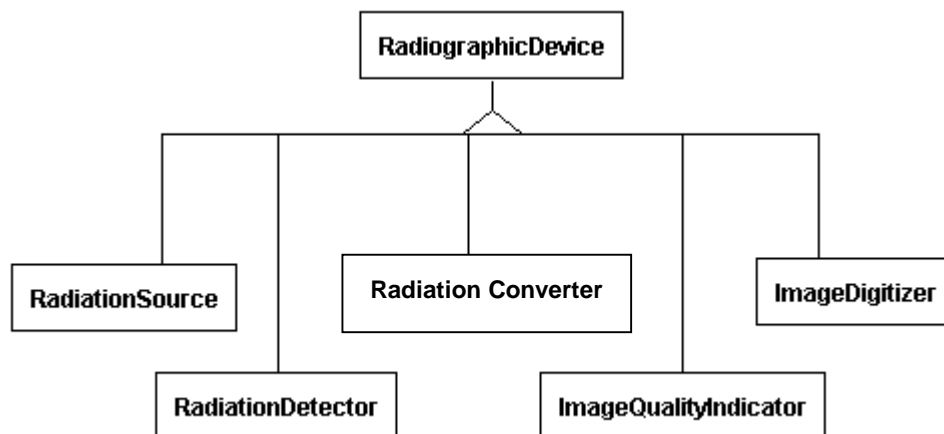 RadiographicDevice
RadiationSource
Radiation Converter
ImageDigitizer
RadiationDetector
ImageQualityIndicator